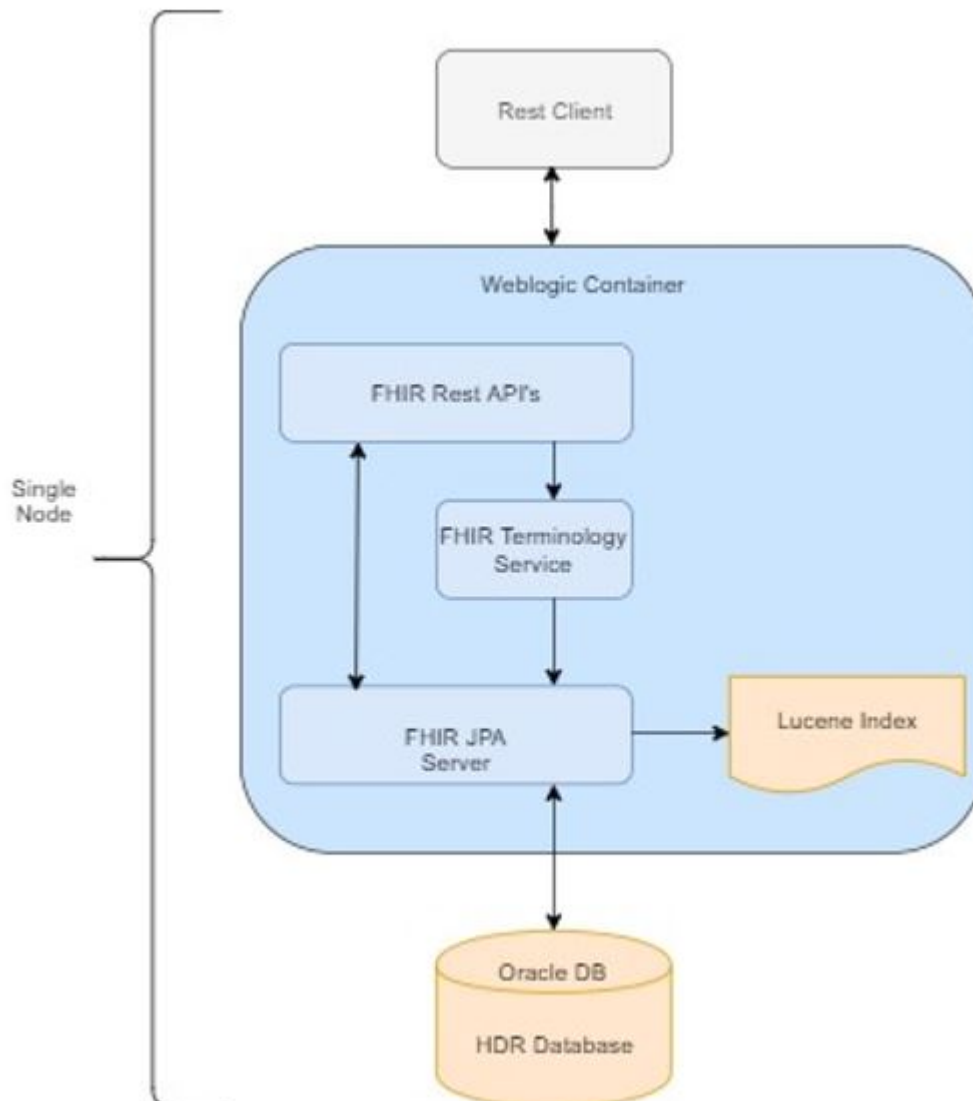 Rest Client
Weblogic Container
FHIR Rest API's
Single
Node
FHIR Terminology
Service
FHIR JPA
Server
Lucene Index
Oracle DB
HDR Database